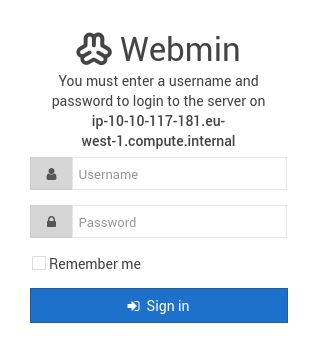 Webmin
You must enter a username and
password to login to the server on
ip-10-10-117-181.eu-
west-1.compute.internal
Username
Password
Remember me
Sign in